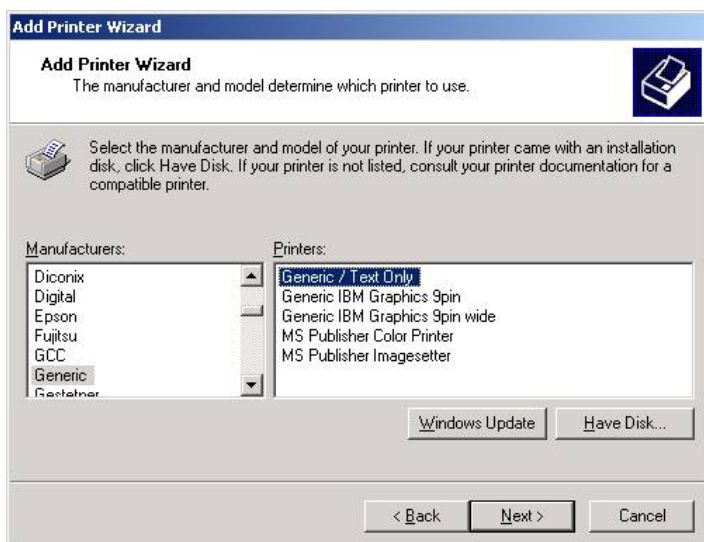 Add Printer Wizard
Add Printer Wizard
The manufacturer and model determine which printer to use.
Select the manufacturer and model of your printer. If your printer came with an installation
disk, click Have Disk. If your printer is not listed, consult your printer documentation for a
compatible printer.
Manufacturers:
Diconix
Digital
Epson
Fujitsu
GCC
Generic
Gestetner
Printers:
Generic / Text Only
Generic IBM Graphics 9pin
Generic IBM Graphics 9pin wide
MS Publisher Color Printer
MS Publisher Imagesetter
Windows Update
Have Disk...
< Back
Next >
Cancel